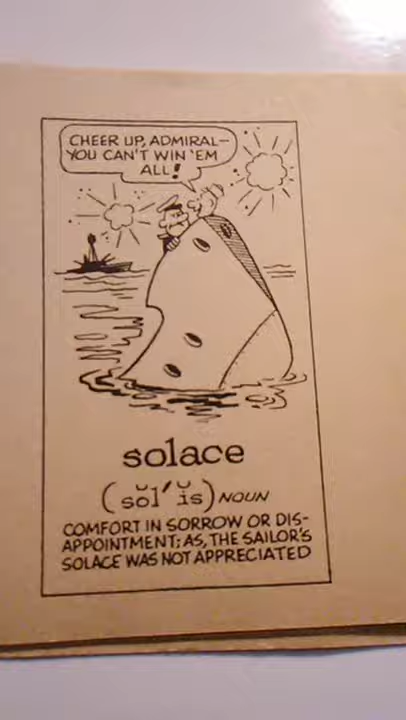 CHEER UP, ADMIRAL—
YOU CAN'T WIN 'EM
ALL!
solace
(sŏl′ ĭs) NOUN
COMFORT IN SORROW OR DIS-
APPOINTMENT; AS, THE SAILOR'S
SOLACE WAS NOT APPRECIATED